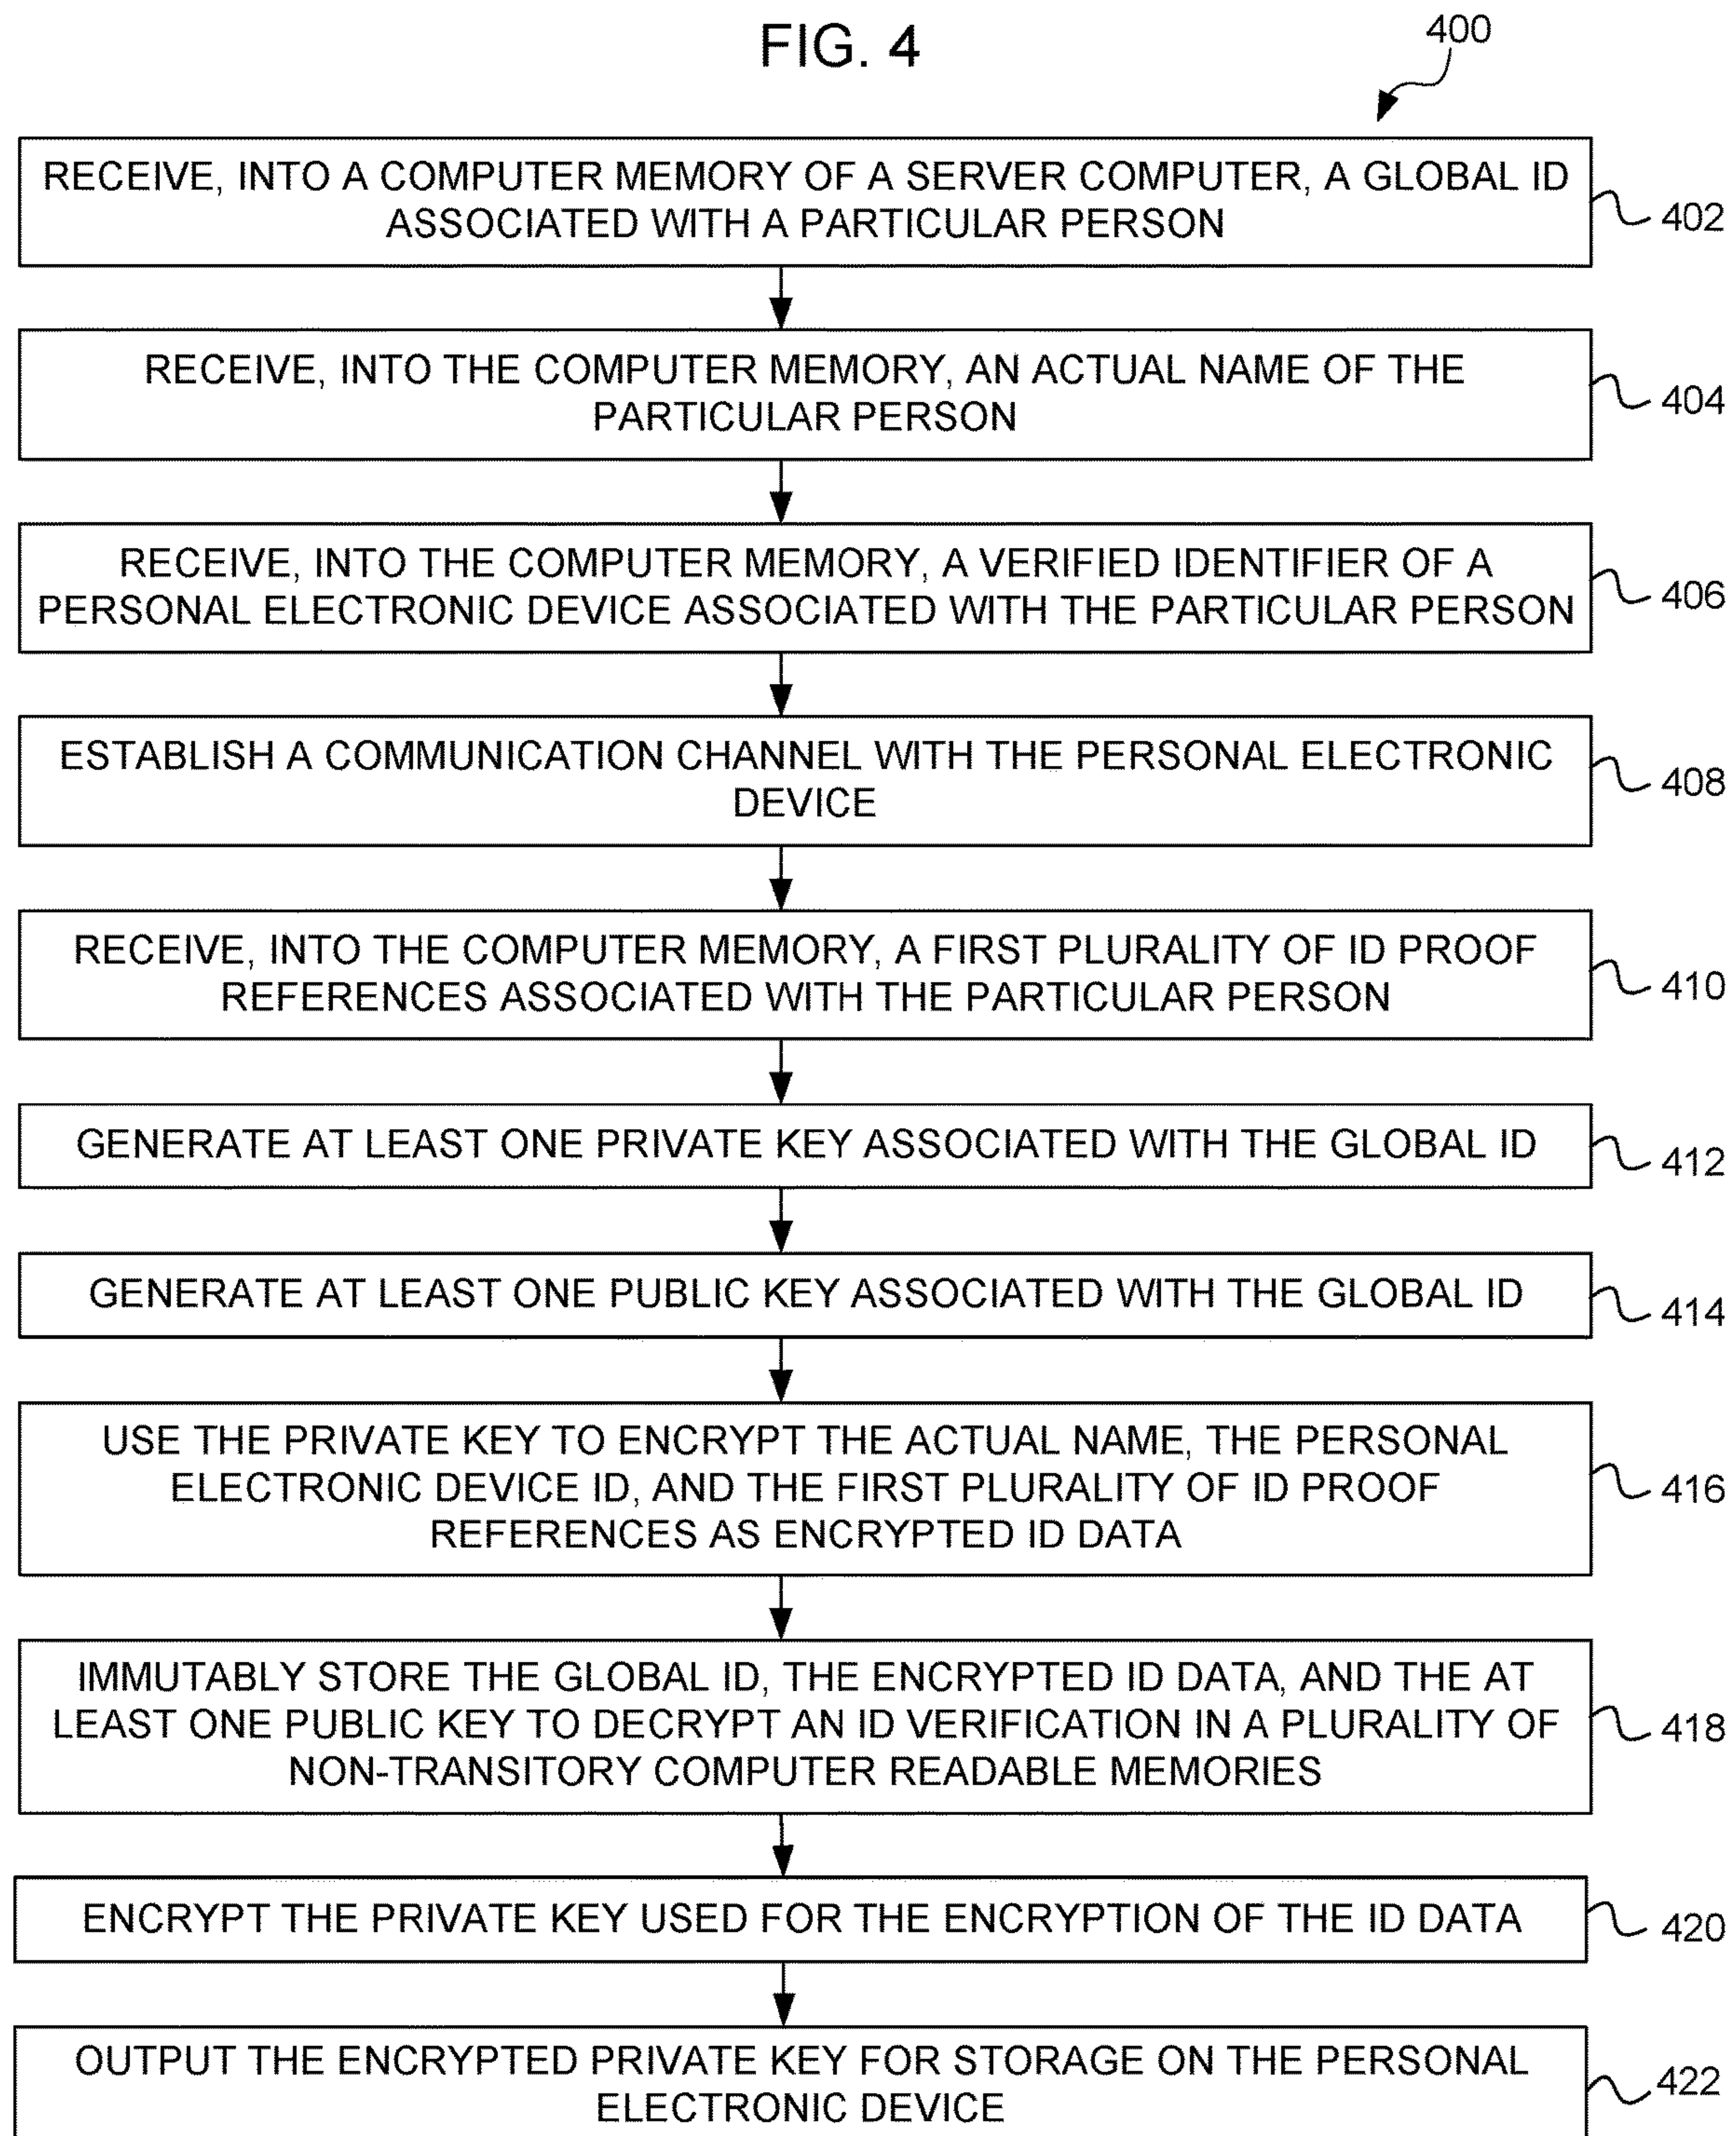 FIG. 4
400
RECEIVE, INTO A COMPUTER MEMORY OF A SERVER COMPUTER, A GLOBAL ID
ASSOCIATED WITH A PARTICULAR PERSON
402
RECEIVE, INTO THE COMPUTER MEMORY, AN ACTUAL NAME OF THE
PARTICULAR PERSON
404
RECEIVE, INTO THE COMPUTER MEMORY, A VERIFIED IDENTIFIER OF A
PERSONAL ELECTRONIC DEVICE ASSOCIATED WITH THE PARTICULAR PERSON
406
ESTABLISH A COMMUNICATION CHANNEL WITH THE PERSONAL ELECTRONIC
DEVICE
408
RECEIVE, INTO THE COMPUTER MEMORY, A FIRST PLURALITY OF ID PROOF
REFERENCES ASSOCIATED WITH THE PARTICULAR PERSON
410
GENERATE AT LEAST ONE PRIVATE KEY ASSOCIATED WITH THE GLOBAL ID
412
GENERATE AT LEAST ONE PUBLIC KEY ASSOCIATED WITH THE GLOBAL ID
414
USE THE PRIVATE KEY TO ENCRYPT THE ACTUAL NAME, THE PERSONAL
ELECTRONIC DEVICE ID, AND THE FIRST PLURALITY OF ID PROOF
REFERENCES AS ENCRYPTED ID DATA
416
IMMUTABLY STORE THE GLOBAL ID, THE ENCRYPTED ID DATA, AND THE AT
LEAST ONE PUBLIC KEY TO DECRYPT AN ID VERIFICATION IN A PLURALITY OF
NON-TRANSITORY COMPUTER READABLE MEMORIES
418
ENCRYPT THE PRIVATE KEY USED FOR THE ENCRYPTION OF THE ID DATA
420
OUTPUT THE ENCRYPTED PRIVATE KEY FOR STORAGE ON THE PERSONAL
ELECTRONIC DEVICE
422